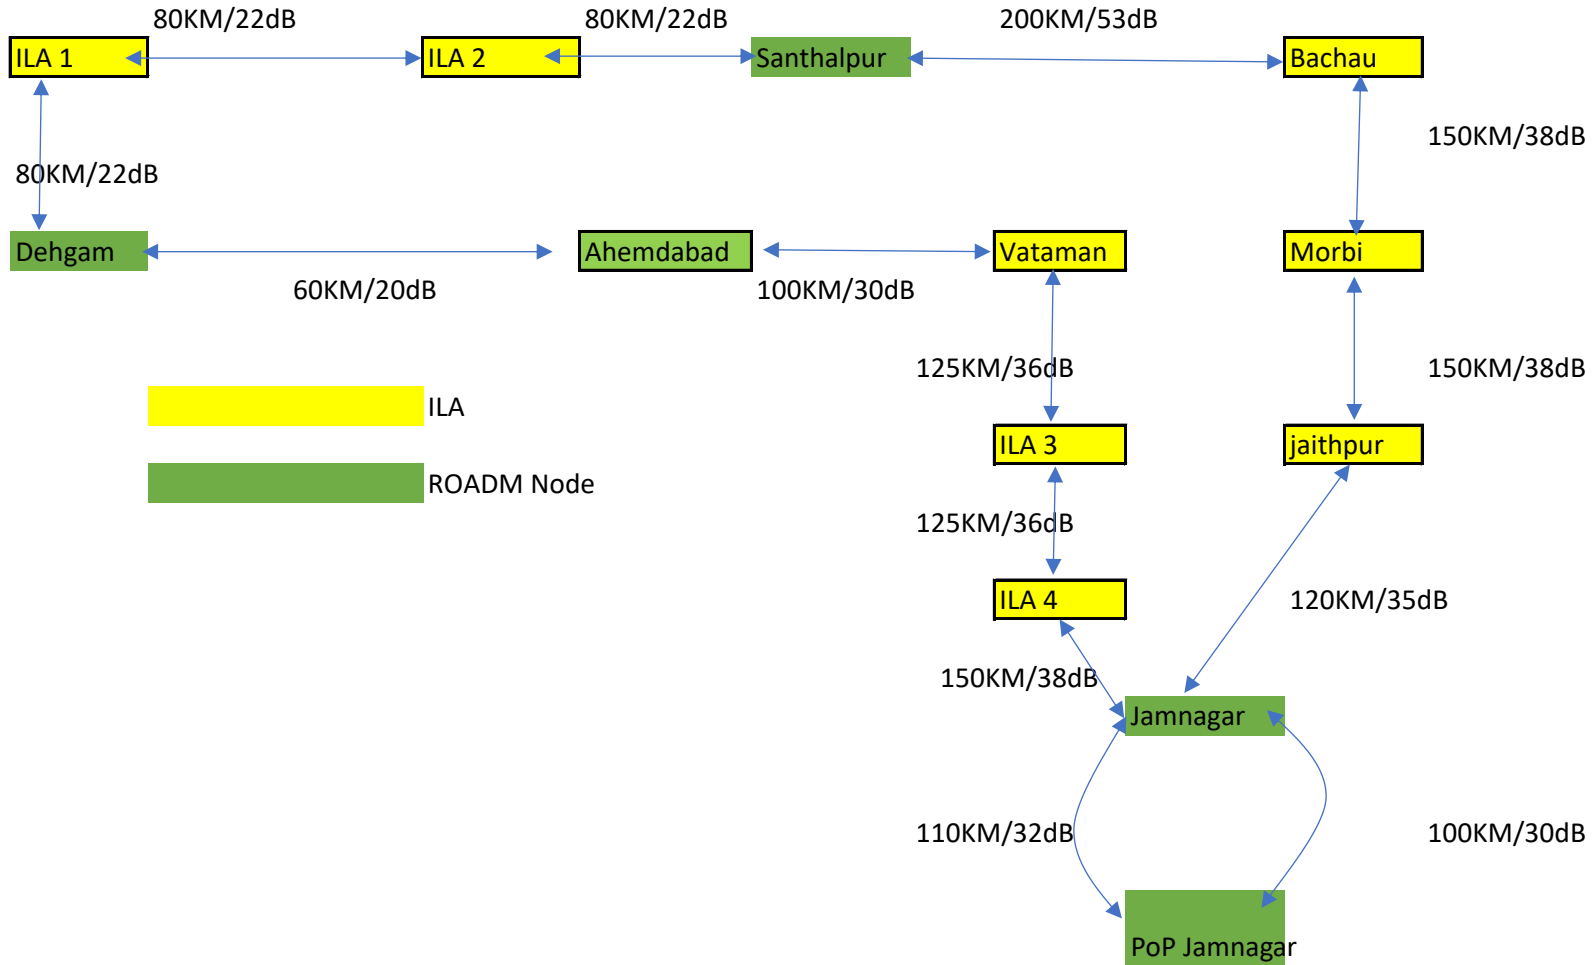 80KM/22dB
80KM/22dB
200KM/53dB
ILA 1
ILA 2
Santhalpur
Bachau
150KM/38dB
80KM/22dB
Dehgam
Ahemdabad
Vataman
Morbi
60KM/20dB
100KM/30dB
125KM/36dB
150KM/38dB
ILA
ILA 3
jaithpur
ROADM Node
125KM/36dB
ILA 4
120KM/35dB
150KM/38dB
Jamnagar
110KM/32dB
100KM/30dB
PoP Jamnagar